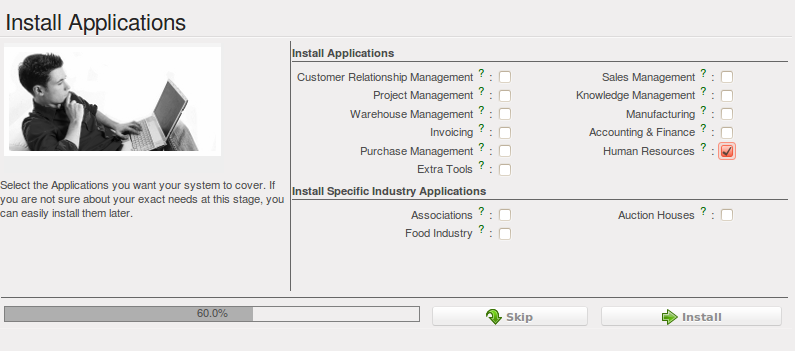 Install Applications
Install Applications
Customer Relationship Management ? : Sales Management ? :
Project Management ? : Knowledge Management ? :
Warehouse Management ? : Manufacturing ? :
Invoicing ? : Accounting & Finance ? :
Purchase Management ? : Human Resources ? :
Extra Tools ? :
Select the Applications you want your system to cover. If
you are not sure about your exact needs at this stage, you
can easily install them later.
Install Specific Industry Applications
Associations ? : Auction Houses ? :
Food Industry ? :
60.0%
Skip
Install